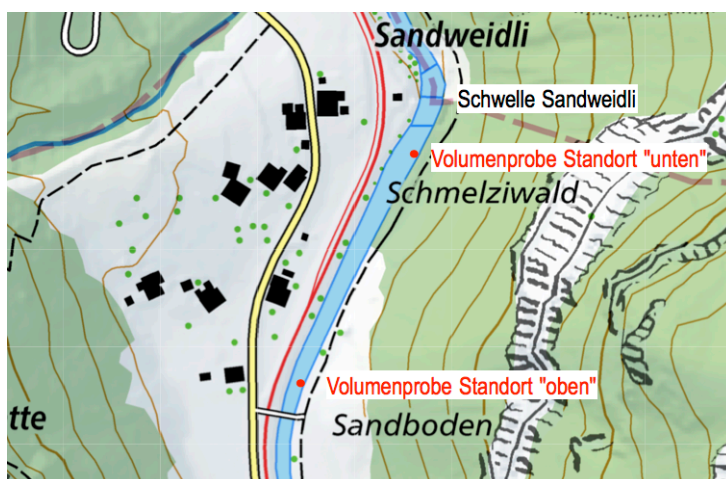 Sandweidli
Schwelle Sandweidli
Volumenprobe Standort "unten"
Schmelziwald
Volumenprobe Standort "oben"
tte
Sandboden